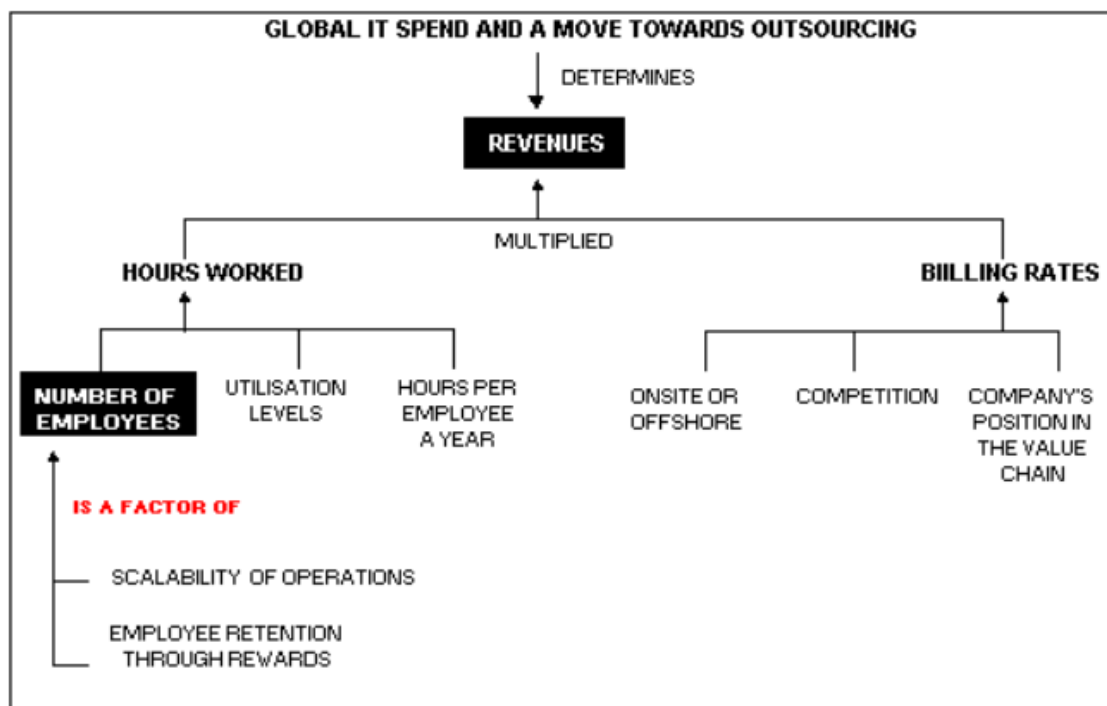 GLOBAL IT SPEND AND A MOVE TOWARDS OUTSOURCING
DETERMINES
REVENUES
MULTIPLIED
HOURS WORKED
BIILLING RATES
NUMBER OF
EMPLOYEES
UTILISATION
LEVELS
HOURS PER
EMPLOYEE
A YEAR
ONSITE OR
OFFSHORE
COMPETITION
COMPANY'S
POSITION IN
THE VALUE
CHAIN
IS A FACTOR OF
SCALABILITY OF OPERATIONS
EMPLOYEE RETENTION
THROUGH REWARDS